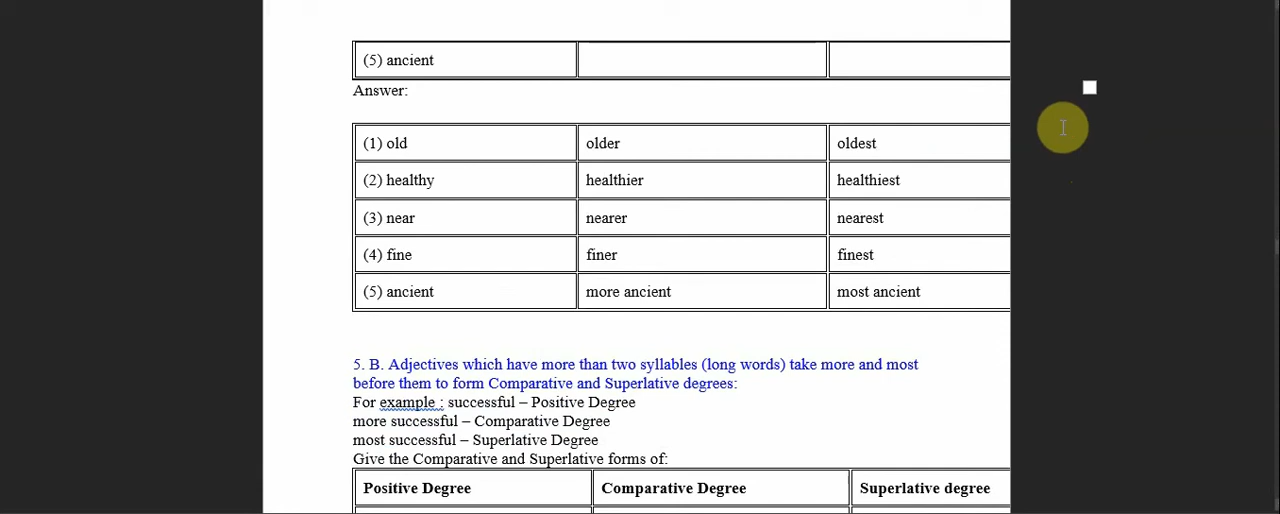 (5) ancient
Answer:
(1) old older oldest
(2) healthy healthier healthiest
(3) near nearer nearest
(4) fine finer finest
(5) ancient more ancient most ancient
5. B. Adjectives which have more than two syllables (long words) take more and most
before them to form Comparative and Superlative degrees:
For example : successful – Positive Degree
more successful – Comparative Degree
most successful – Superlative Degree
Give the Comparative and Superlative forms of:
Positive Degree Comparative Degree Superlative degree